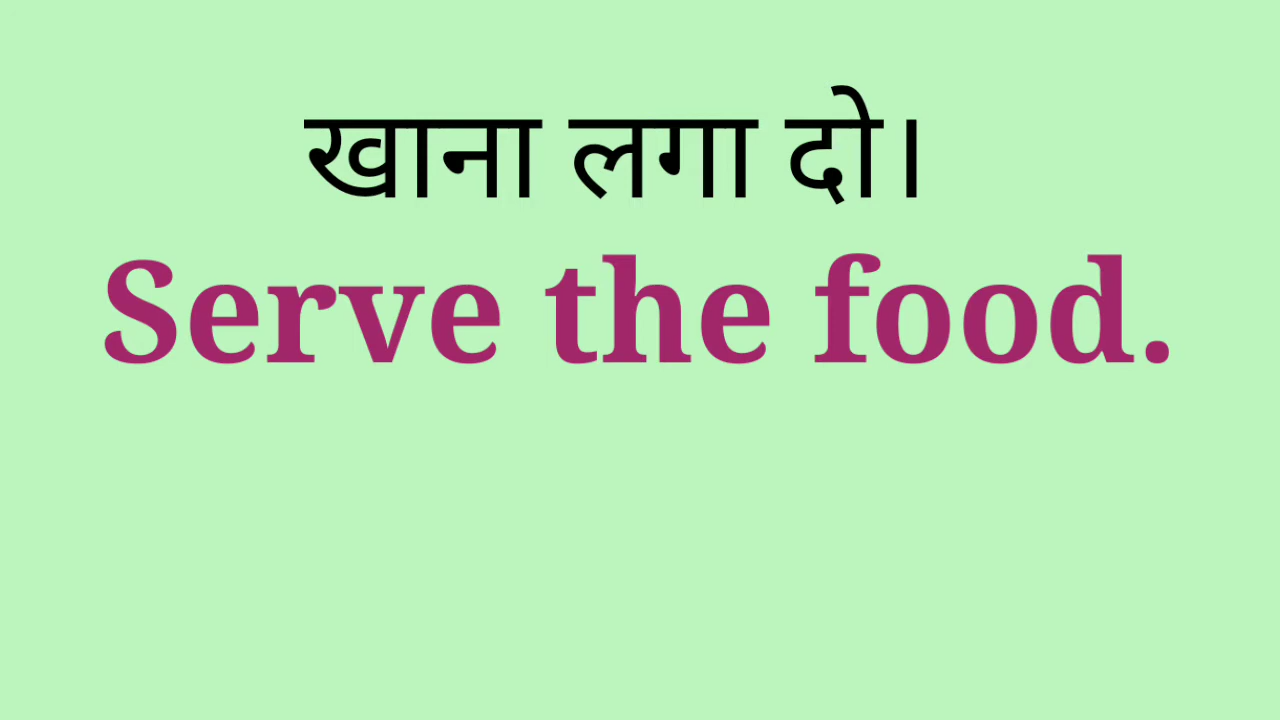 खाना लगा दो।
Serve the food.